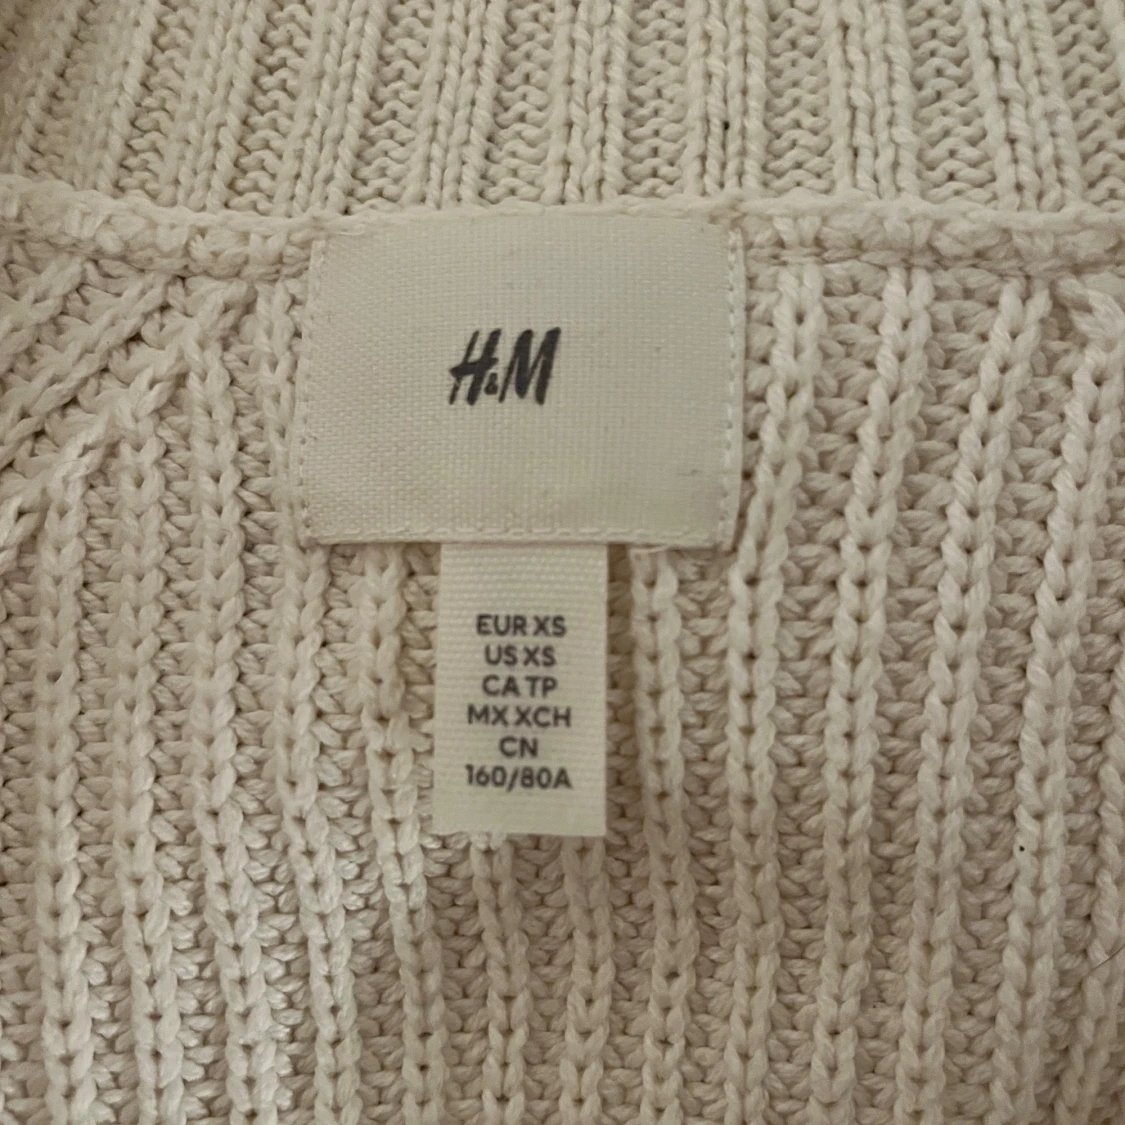 H&M
EUR XS
US XS
CA TP
MX XCH
CN
160/80A